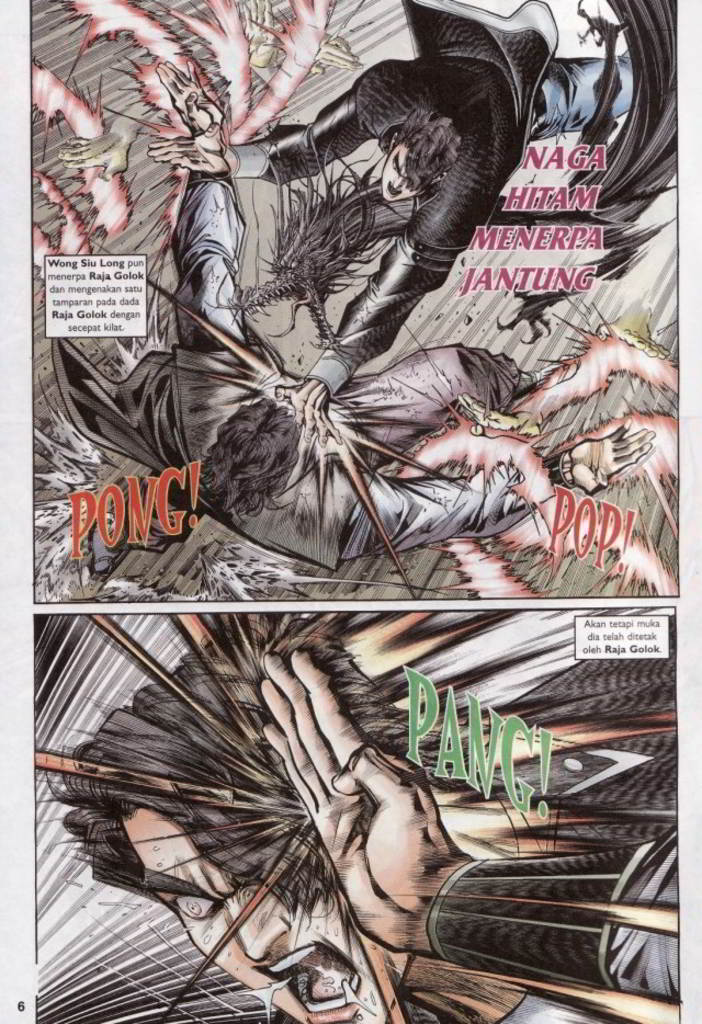 NAGA
HITAM
MENERPA
JANTUNG
Wong Siu Long pun
menerpa Raja Golok
dan mengenakan satu
tamparan pada dada
Raja Golok dengan
secepat kilat.
PONG!
POP!
Akan tetapi muka
dia telah ditetak
oleh Raja Golok.
PANG!
6